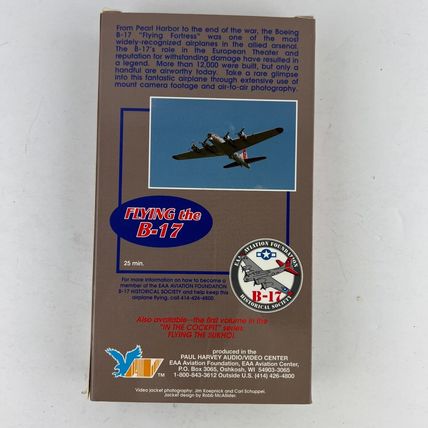 From Pearl Harbor to the end of the war, the Boeing
B-17 "Flying Fortress" was one of the most
widely-recognized airplanes in the allied arsenal.
The B-17's role in the European Theater and
reputation for withstanding damage have resulted in
a legend. More than 12,000 were built, but only a
handful are airworthy today. Take a rare glimpse
into this fantastic airplane through extensive use of
mount camera footage and air-to-air photography.
FLYING the
B-17
25 min.
EAA AVIATION FOUNDATION
B-17
HISTORICAL SOCIETY
For more information on how to become a
member of the EAA AVIATION FOUNDATION
B-17 HISTORICAL SOCIETY and help keep this
airplane flying, call 414-426-4800.
Also available—the first volume in the
"IN THE COCKPIT" series
FLYING THE SUKHOI
produced in the
PAUL HARVEY AUDIO/VIDEO CENTER
EAA Aviation Foundation, EAA Aviation Center,
P.O. Box 3065, Oshkosh, WI 54903-3065
1-800-843-3612 Outside U.S. (414) 426-4800
TM
Video jacket photography: Jim Koepnick and Carl Schuppel.
Jacket design by Robb McAllister.